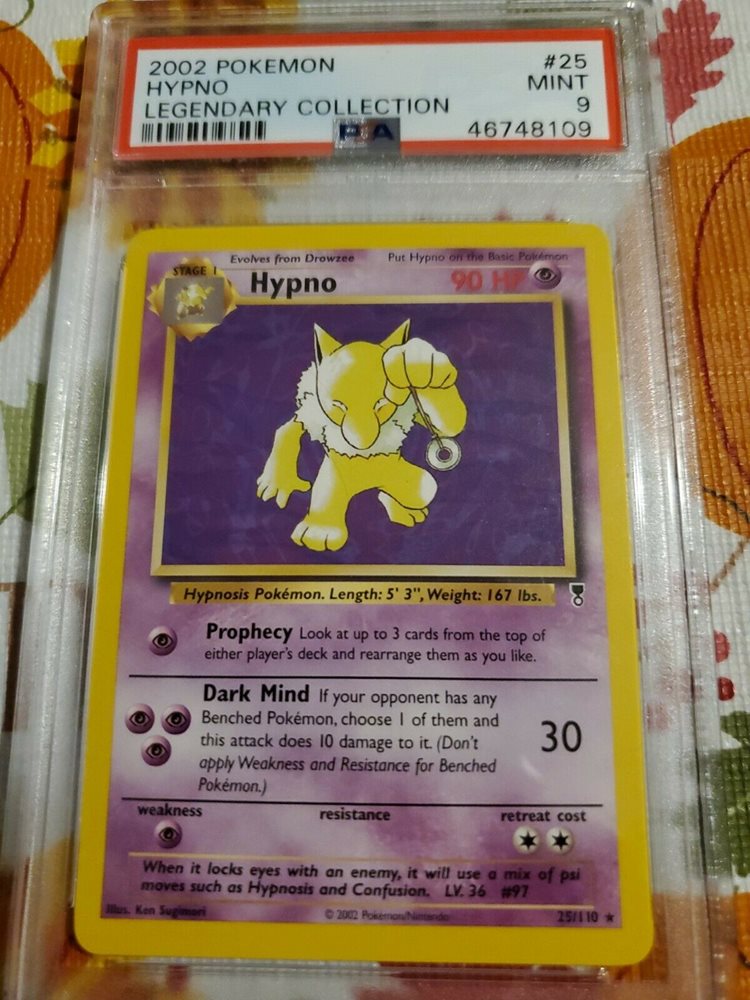 2002 POKEMON #25
HYPNO MINT
LEGENDARY COLLECTION 9
PSA 46748109
Evolves from Drowzee Put Hypno on the Basic Pokémon
STAGE 1 Hypno 90 HP
Hypnosis Pokémon. Length: 5' 3", Weight: 167 lbs.
Prophecy Look at up to 3 cards from the top of
either player's deck and rearrange them as you like.
Dark Mind If your opponent has any
Benched Pokémon, choose 1 of them and
this attack does 10 damage to it. (Don't
apply Weakness and Resistance for Benched
Pokémon.)
30
weakness resistance retreat cost
When it locks eyes with an enemy, it will use a mix of psi
moves such as Hypnosis and Confusion. LV. 36 #97
Illus. Ken Sugimori © 2002 Pokémon/Nintendo 25/110 ★